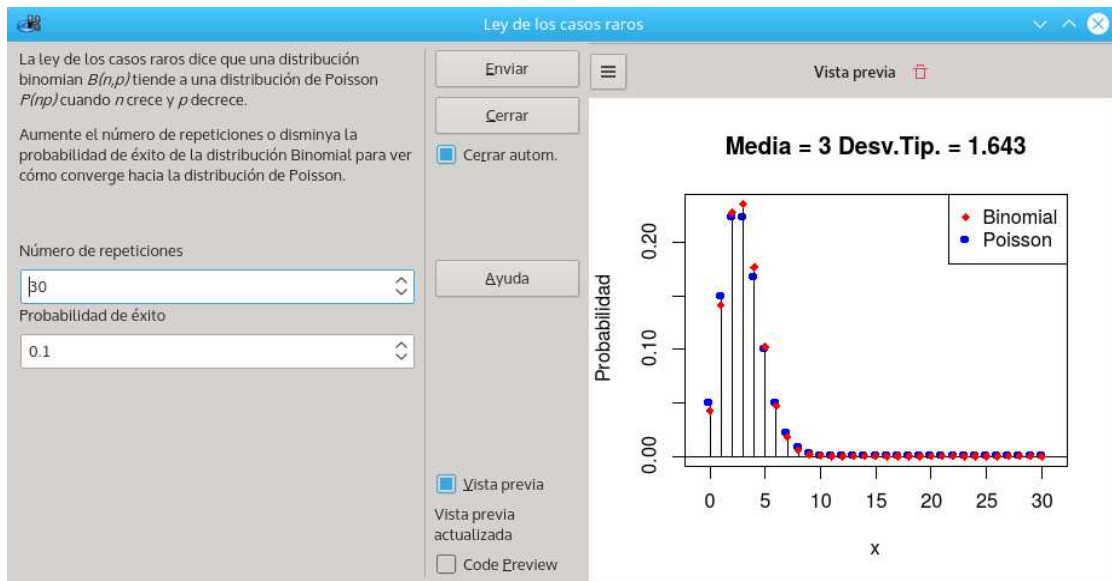 Ley de los casos raros
La ley de los casos raros dice que una distribución
binomian B(n,p) tiende a una distribución de Poisson
P(np) cuando n crece y p decrece.
Aumente el número de repeticiones o disminya la
probabilidad de éxito de la distribución Binomial para ver
cómo converge hacia la distribución de Poisson.
Número de repeticiones
30
Probabilidad de éxito
0.1
Enviar
Cerrar
Cerrar autom.
Ayuda
Vista previa
Vista previa
actualizada
Code Preview
Vista previa
Media = 3 Desv.Tip. = 1.643
Binomial
Poisson
Probabilidad
0.20
0.10
0.00
0 5 10 15 20 25 30
x